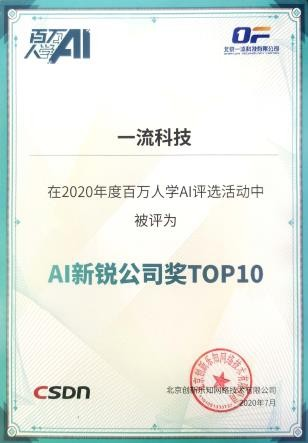 百万
人学AI
OF
北京一流科技有限公司
一流科技
在2020年度百万人学AI评选活动中
被评为
AI新锐公司奖TOP10
CSDN
北京创新乐知网络技术有限公司
2020年7月